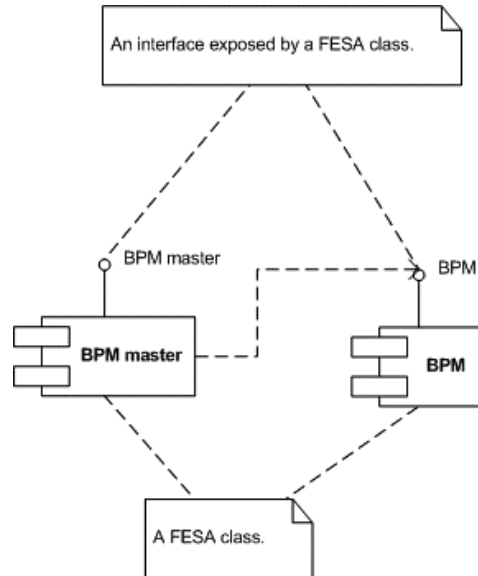 An interface exposed by a FESA class.
BPM master
BPM
BPM master
BPM
A FESA class.